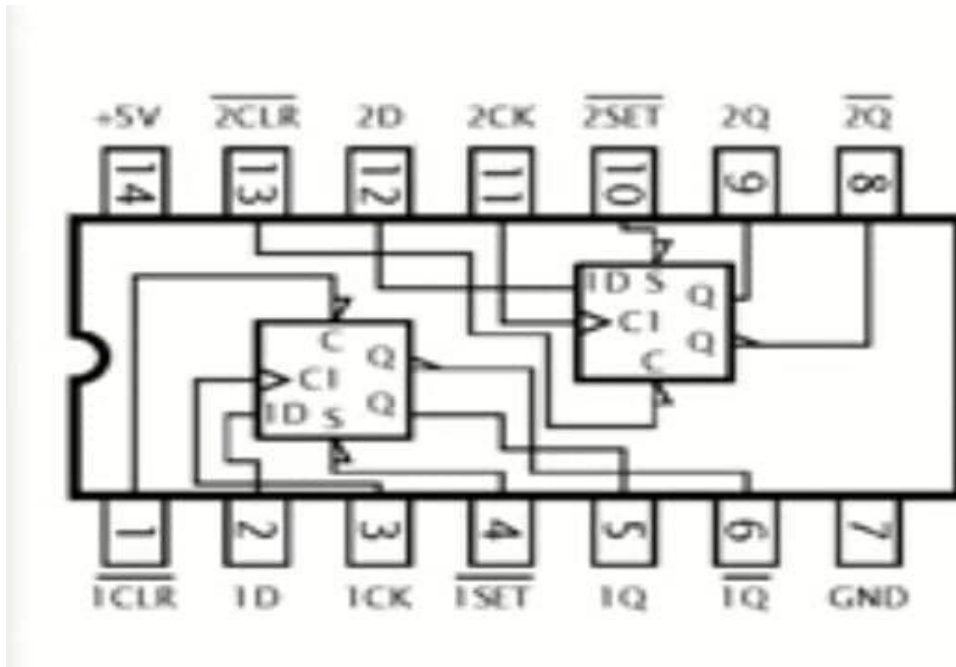 +5V 2CLR 2D 2CK 2SET 2Q 2Q
14 13 12 11 10 9 8
1D S Q
C1
Q
C
C Q
C1
1D S Q
1 2 3 4 5 6 7
1CLR 1D 1CK 1SET 1Q 1Q GND